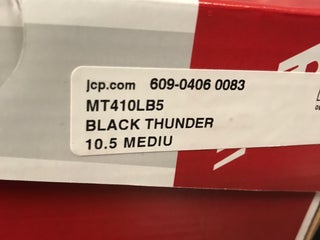 jcp.com 609-0406 0083
MT410LB5
BLACK THUNDER
10.5 MEDIU